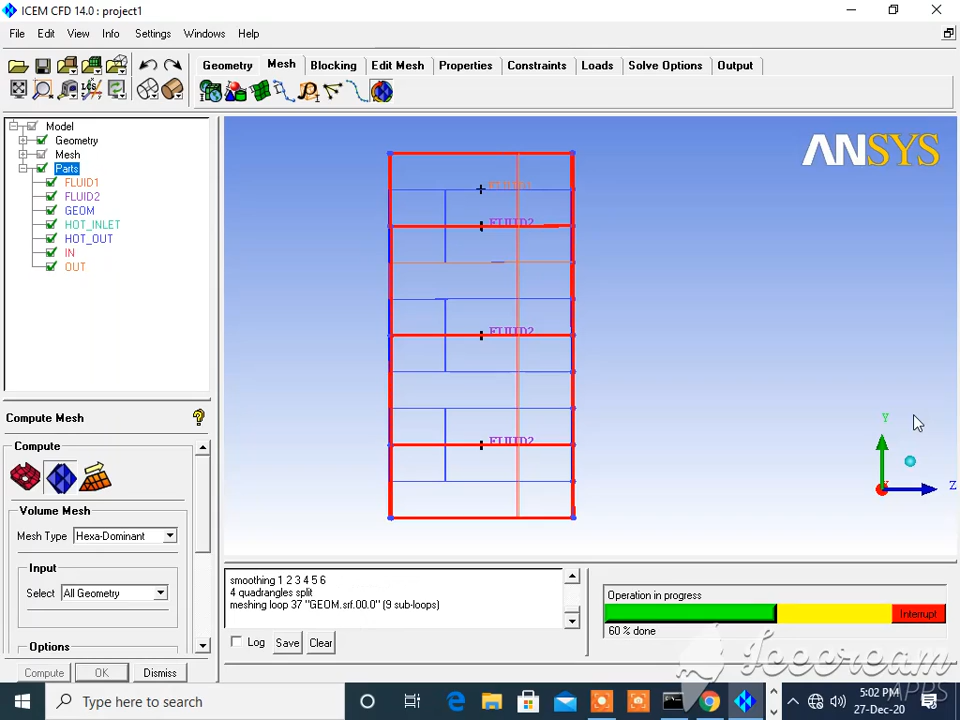 ICEM CFD 14.0 : project1
File Edit View Info Settings Windows Help
Geometry Mesh Blocking Edit Mesh Properties Constraints Loads Solve Options Output
LCS
Model
Geometry
Mesh
Parts
FLUID1
FLUID2
GEOM
HOT_INLET
HOT_OUT
IN
OUT
ANSYS
FLUID2
FLUID2
FLUID2
Y
Z
Compute Mesh
Compute
Volume Mesh
Mesh Type Hexa-Dominant
Input
Select All Geometry
Options
Compute OK Dismiss
smoothing 1 2 3 4 5 6
4 quadrangles split
meshing loop 37 "GEOM.srf.00.0" (9 sub-loops)
Log Save Clear
Operation in progress
Interrupt
60 % done
Icecream
APPS
Type here to search
5:02 PM
27-Dec-20